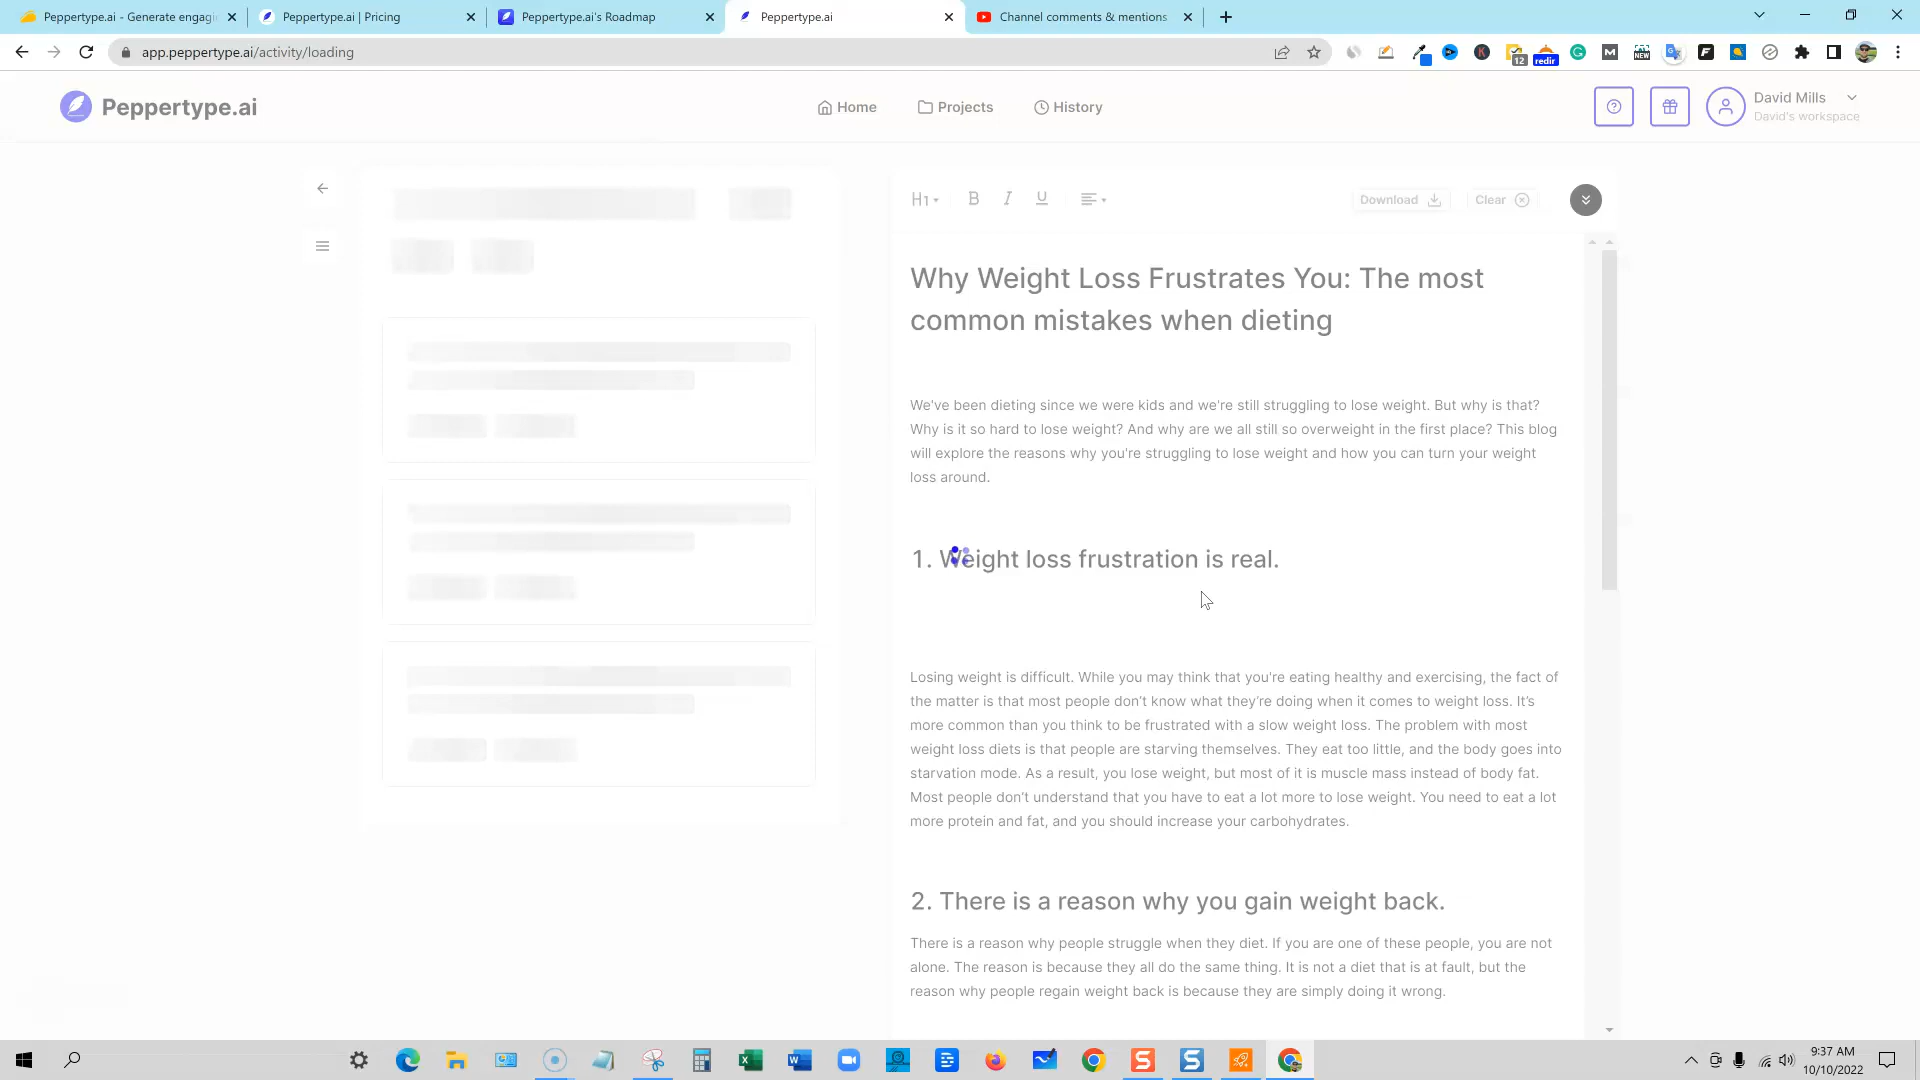 Peppertype.ai - Generate engagi
Peppertype.ai | Pricing
Peppertype.ai's Roadmap
Peppertype.ai
Channel comments & mentions
app.peppertype.ai/activity/loading
12
redir
NEW
Peppertype.ai
Home
Projects
History
David Mills
David's workspace
H1
B
I
U
Download
Clear
Why Weight Loss Frustrates You: The most
common mistakes when dieting
We've been dieting since we were kids and we're still struggling to lose weight. But why is that?
Why is it so hard to lose weight? And why are we all still so overweight in the first place? This blog
will explore the reasons why you're struggling to lose weight and how you can turn your weight
loss around.
1. Weight loss frustration is real.
Losing weight is difficult. While you may think that you're eating healthy and exercising, the fact of
the matter is that most people don't know what they're doing when it comes to weight loss. It's
more common than you think to be frustrated with a slow weight loss. The problem with most
weight loss diets is that people are starving themselves. They eat too little, and the body goes into
starvation mode. As a result, you lose weight, but most of it is muscle mass instead of body fat.
Most people don't understand that you have to eat a lot more to lose weight. You need to eat a lot
more protein and fat, and you should increase your carbohydrates.
2. There is a reason why you gain weight back.
There is a reason why people struggle when they diet. If you are one of these people, you are not
alone. The reason is because they all do the same thing. It is not a diet that is at fault, but the
reason why people regain weight back is because they are simply doing it wrong.
9:37 AM
10/10/2022